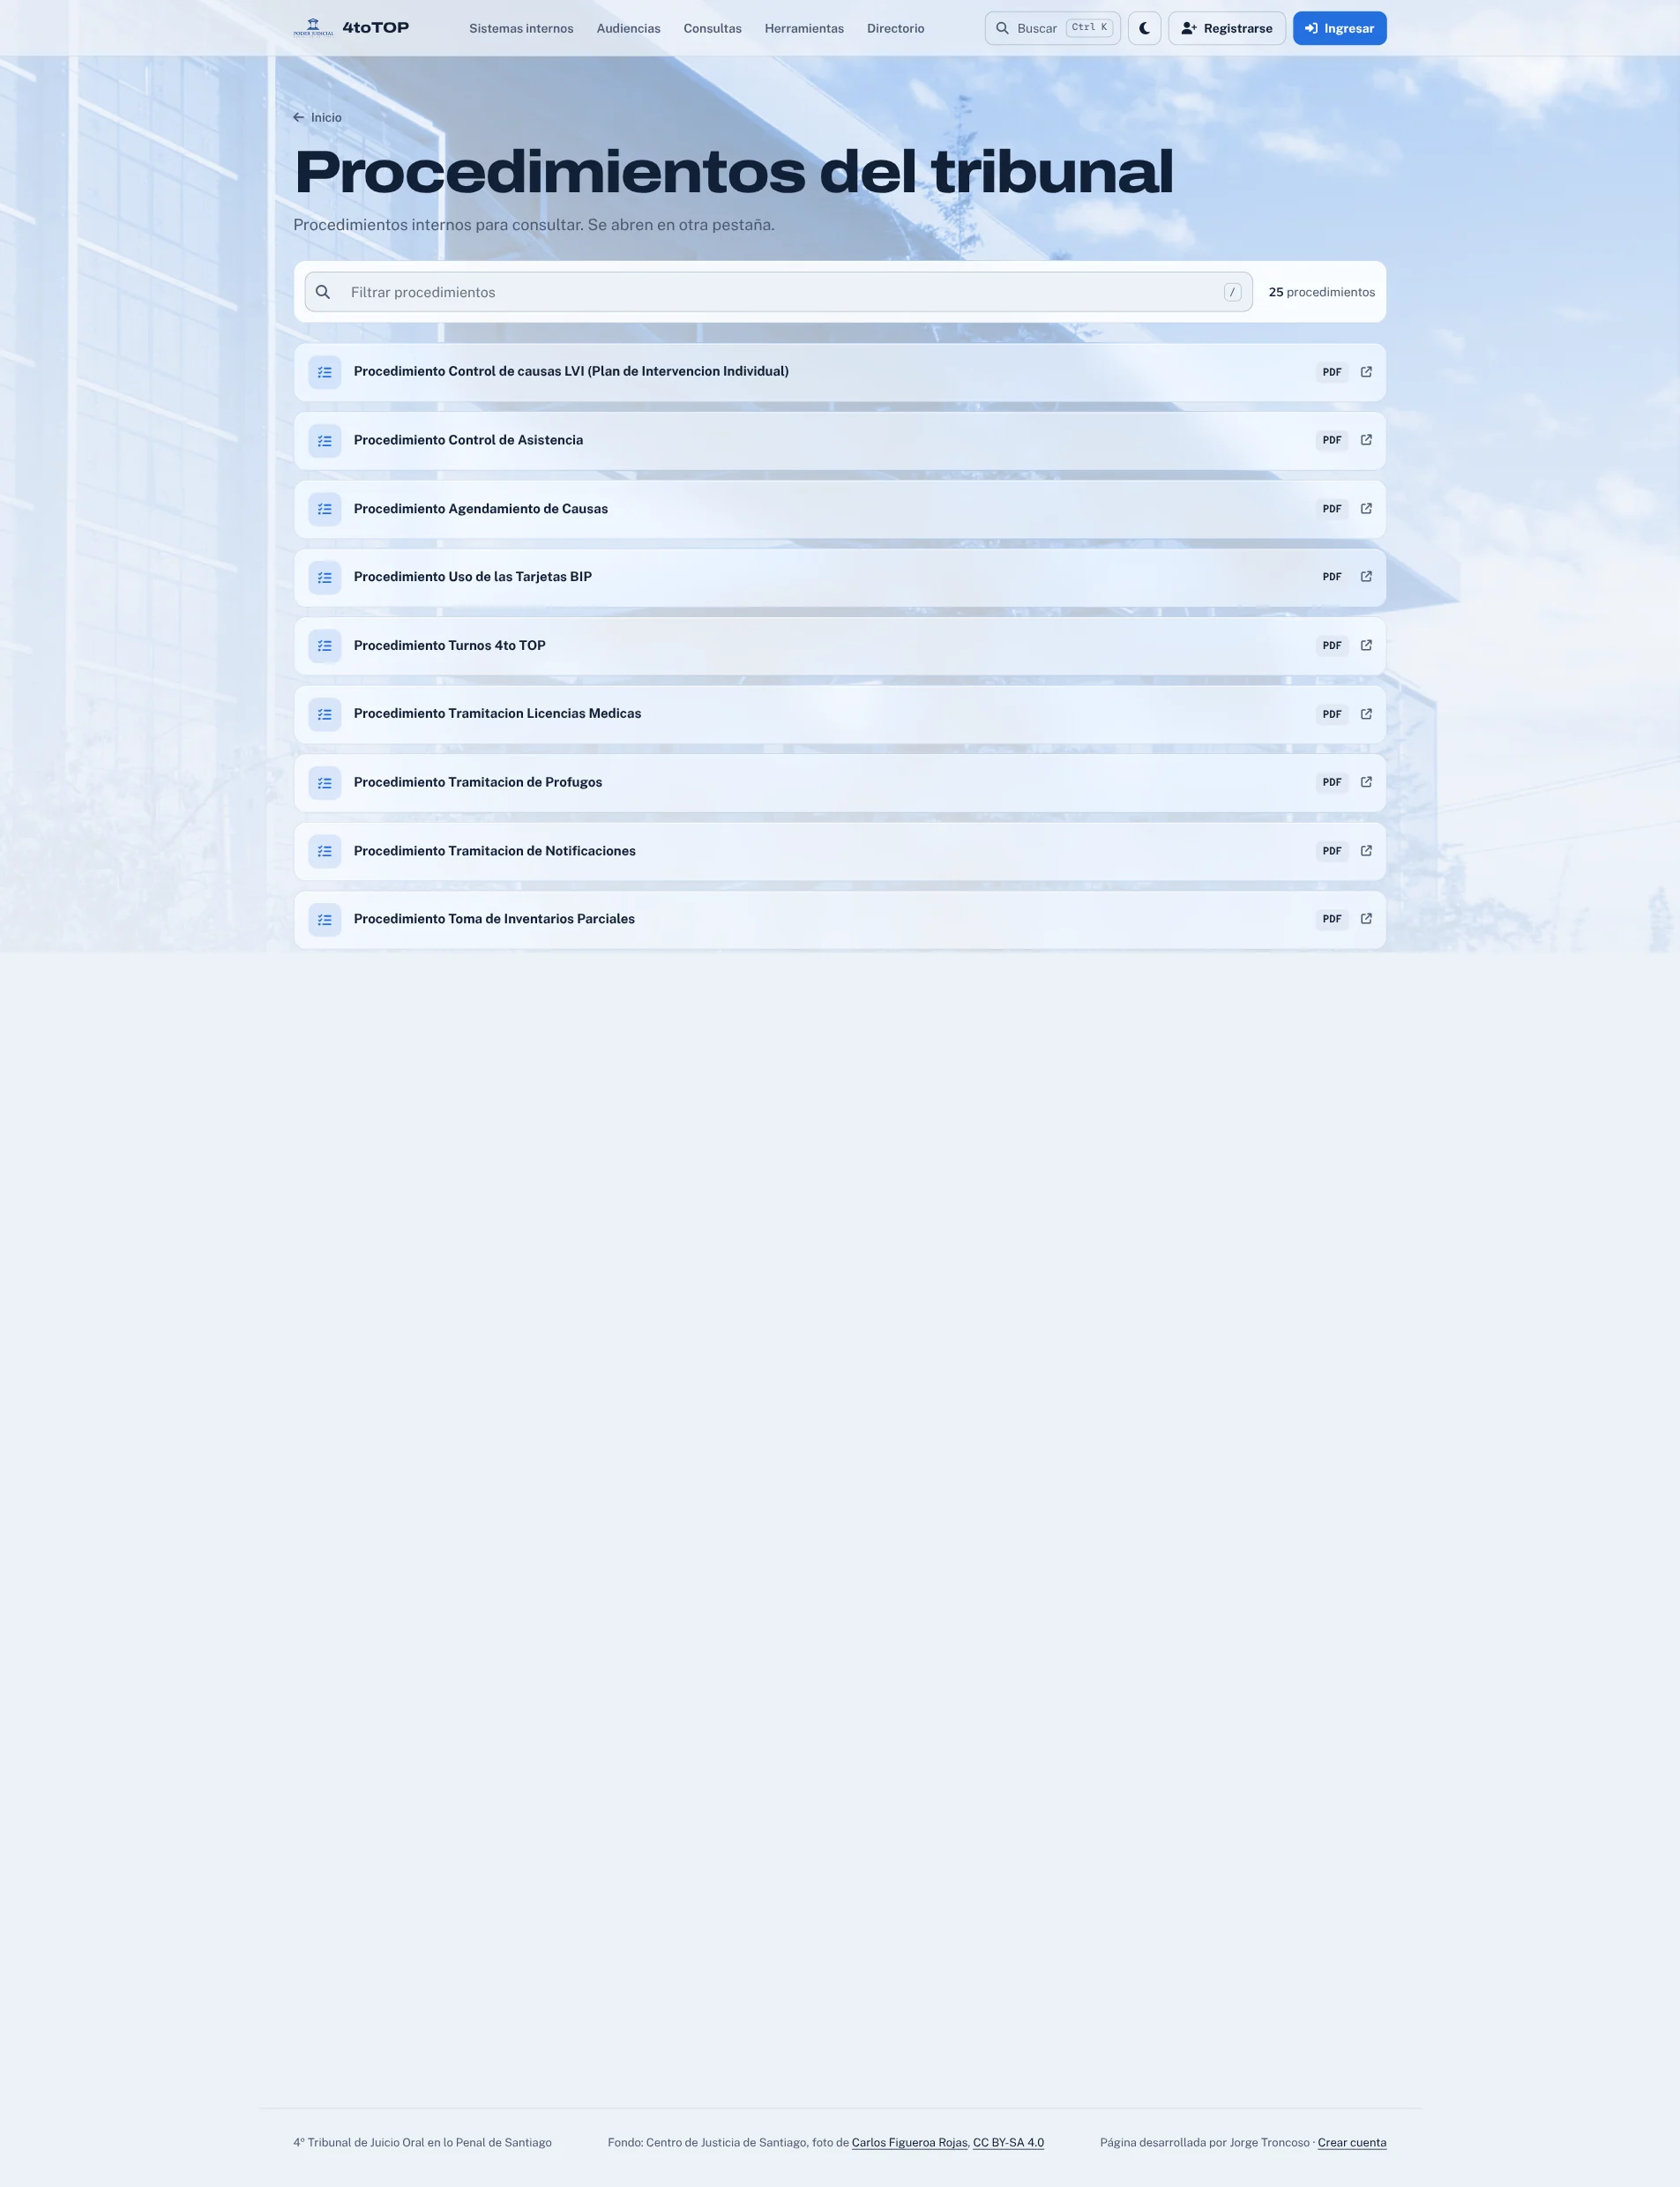 PODER JUDICIAL
4toTOP
Sistemas internos
Audiencias
Consultas
Herramientas
Directorio
Buscar
Ctrl K
Registrarse
Ingresar
Inicio
Procedimientos del tribunal
Procedimientos internos para consultar. Se abren en otra pestaña.
Filtrar procedimientos
/
25 procedimientos
Procedimiento Control de causas LVI (Plan de Intervencion Individual)
PDF
Procedimiento Control de Asistencia
PDF
Procedimiento Agendamiento de Causas
PDF
Procedimiento Uso de las Tarjetas BIP
PDF
Procedimiento Turnos 4to TOP
PDF
Procedimiento Tramitacion Licencias Medicas
PDF
Procedimiento Tramitacion de Profugos
PDF
Procedimiento Tramitacion de Notificaciones
PDF
Procedimiento Toma de Inventarios Parciales
PDF
4º Tribunal de Juicio Oral en lo Penal de Santiago
Fondo: Centro de Justicia de Santiago, foto de Carlos Figueroa Rojas, CC BY-SA 4.0
Página desarrollada por Jorge Troncoso · Crear cuenta